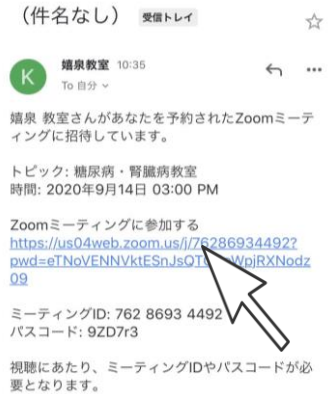 （件名なし） 受信トレイ
K
嬉泉教室 10:35
To 自分
嬉泉 教室さんがあなたを予約されたZoomミーテ
ィングに招待しています。
トピック: 糖尿病・腎臓病教室
時間: 2020年9月14日 03:00 PM
Zoomミーティングに参加する
https://us04web.zoom.us/j/76286934492?
pwd=eTNoVENNVktESnJsQT
WpjRXNodz
09
ミーティングID: 762 8693 4492
パスコード: 9ZD7r3
視聴にあたり、ミーティングIDやパスコードが必
要となります。